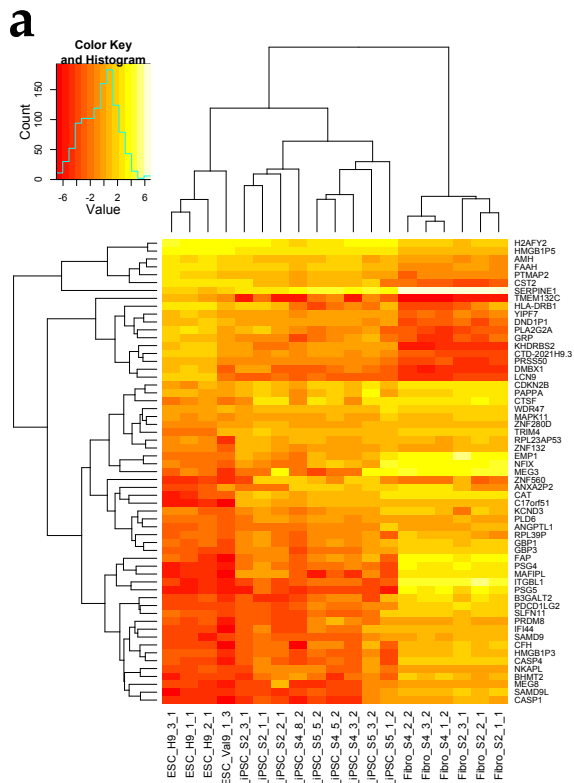 a
Color Key
and Histogram
Count
0 50 100 150
-6 -2 2 6
Value
H2AFY2
HMGB1P5
AMH
FAAH
PTMAP2
CST2
SERPINE1
TMEM132C
HLA-DRB1
YIPF7
DND1P1
PLA2G2A
GRP
KHDRBS2
CTD-2021H9.3
PRSS50
DMBX1
LCN9
CDKN2B
PAPPA
CTSF
WDR47
MAPK11
ZNF280D
TRIM4
RPL23AP53
ZNF132
EMP1
NFIX
MEG3
ZNF560
ANXA2P2
CAT
C17orf51
KCND3
PLD6
ANGPTL1
RPL39P
GBP1
GBP3
FAP
PSG4
MAFIPL
ITGBL1
PSG5
B3GALT2
PDCD1LG2
SLFN11
PRDM8
IFI44
SAMD9
CFH
HMGB1P3
CASP4
NKAPL
BHMT2
MEG8
SAMD9L
CASP1
ESC_H9_3_1
ESC_H9_1_1
ESC_H9_2_1
ESC_Val9_1_3
iPSC_S2_3_1
iPSC_S2_1_1
iPSC_S2_2_1
iPSC_S4_8_2
iPSC_S5_5_2
iPSC_S4_5_2
iPSC_S4_3_2
iPSC_S5_3_2
iPSC_S5_1_2
Fibro_S4_2_2
Fibro_S4_3_2
Fibro_S4_1_2
Fibro_S2_3_1
Fibro_S2_2_1
Fibro_S2_1_1